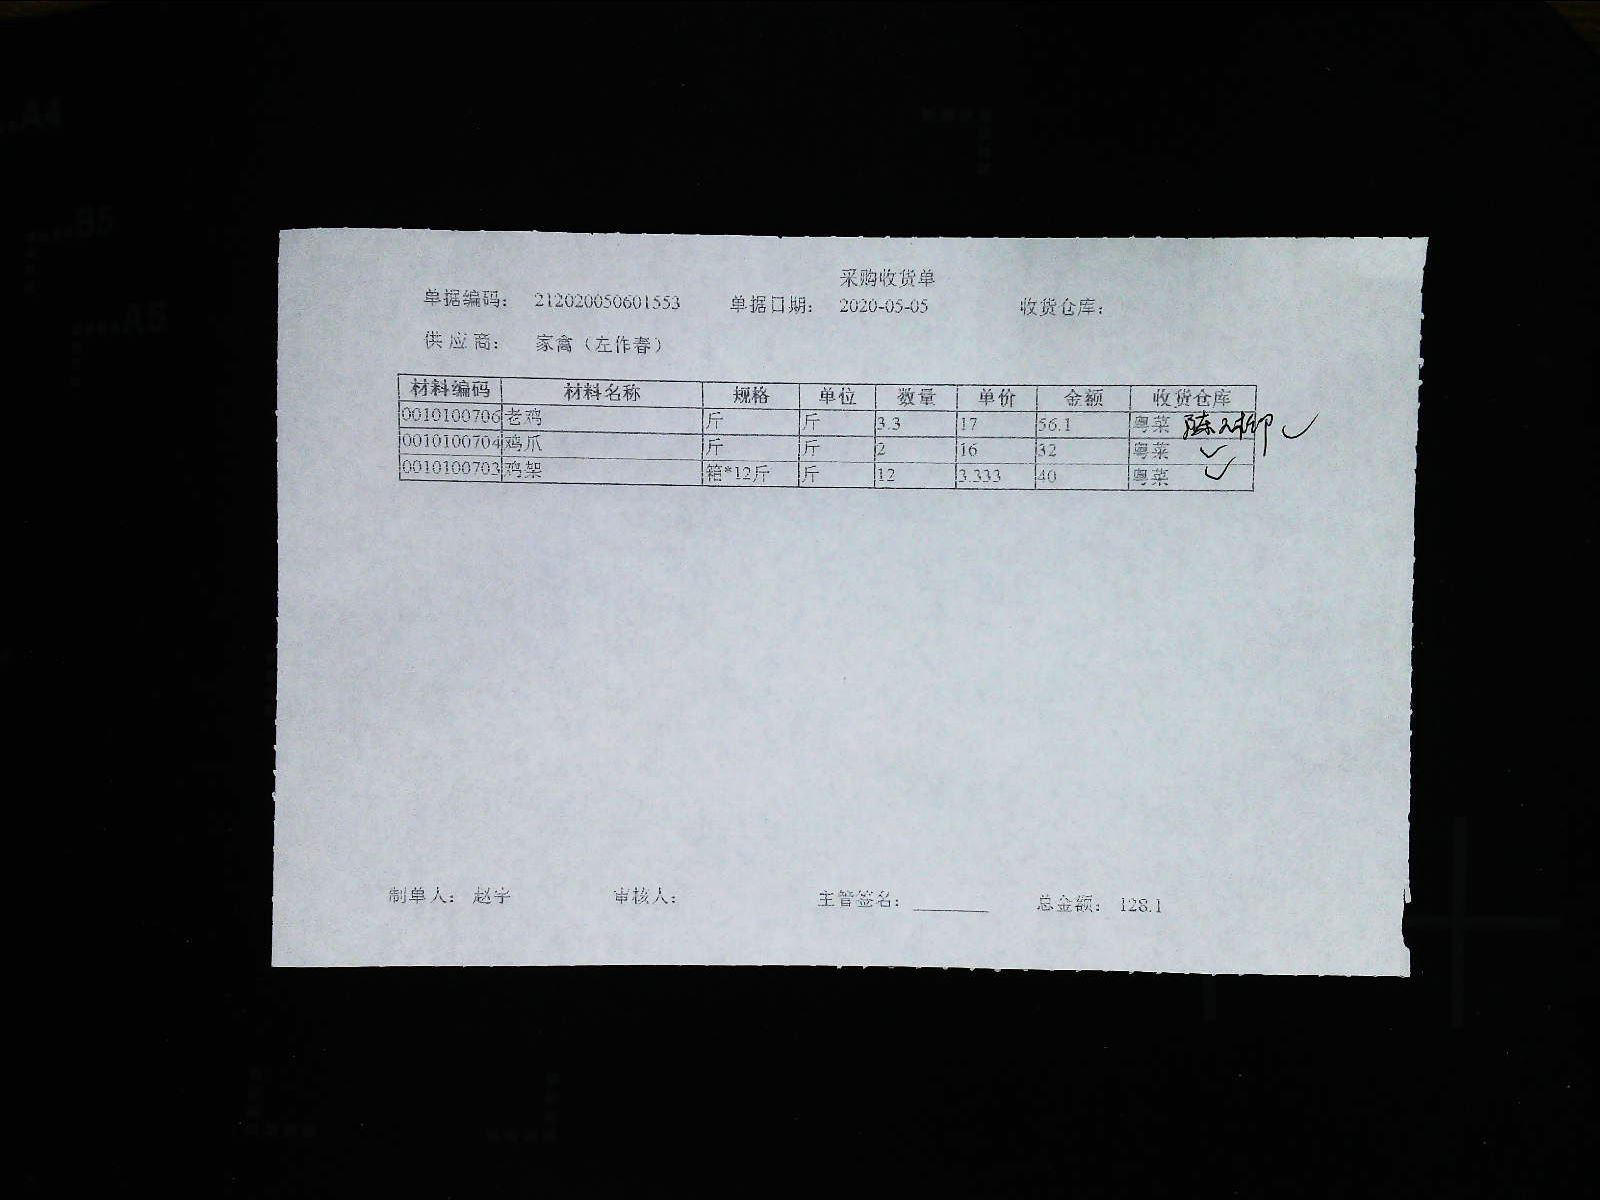 采购收货单
单据编码： 212020050601553 单据日期： 2020-05-05 收货仓库：
供 应 商： 家禽（左作春）
材料编码 材料名称 规格 单位 数量 单价 金额 收货仓库
0010100706 老鸡 斤 斤 3.3 17 56.1 粤菜
0010100704 鸡爪 斤 斤 2 16 32 粤菜
0010100703 鸡架 箱*12斤 斤 12 3.333 40 粤菜
制单人： 赵宇 审核人： 主管签名： 总金额： 128.1
A4
B5
A5